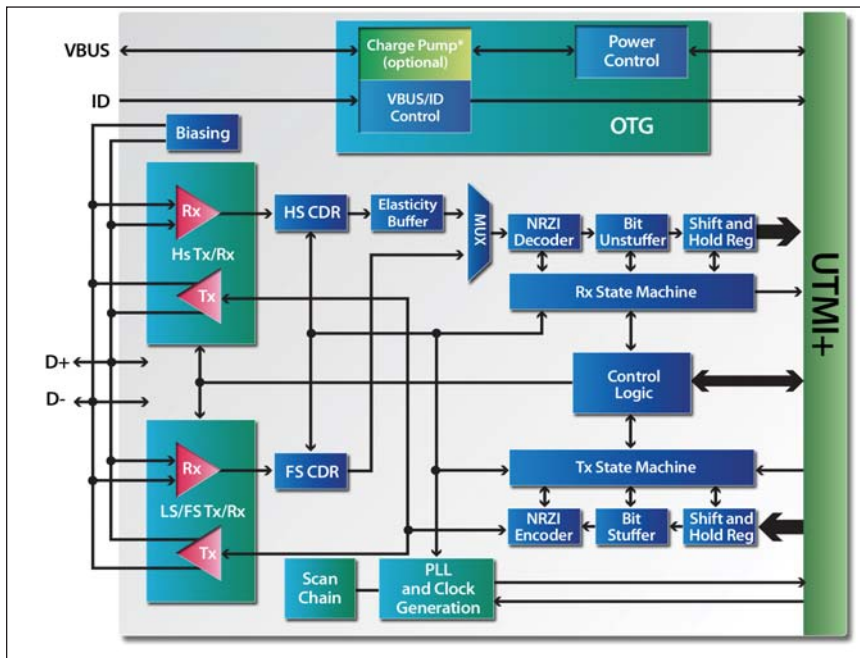 VBUS
Charge Pump*
(optional)
Power
Control
ID
VBUS/ID
Control
OTG
Biasing
Rx
Hs Tx/Rx
Tx
HS CDR
Elasticity
Buffer
MUX
NRZI
Decoder
Bit
Unstuffer
Shift and
Hold Reg
Rx State Machine
UTMI+
D+
D-
Control
Logic
Rx
LS/FS Tx/Rx
Tx
FS CDR
Tx State Machine
NRZI
Encoder
Bit
Stuffer
Shift and
Hold Reg
Scan
Chain
PLL
and Clock
Generation